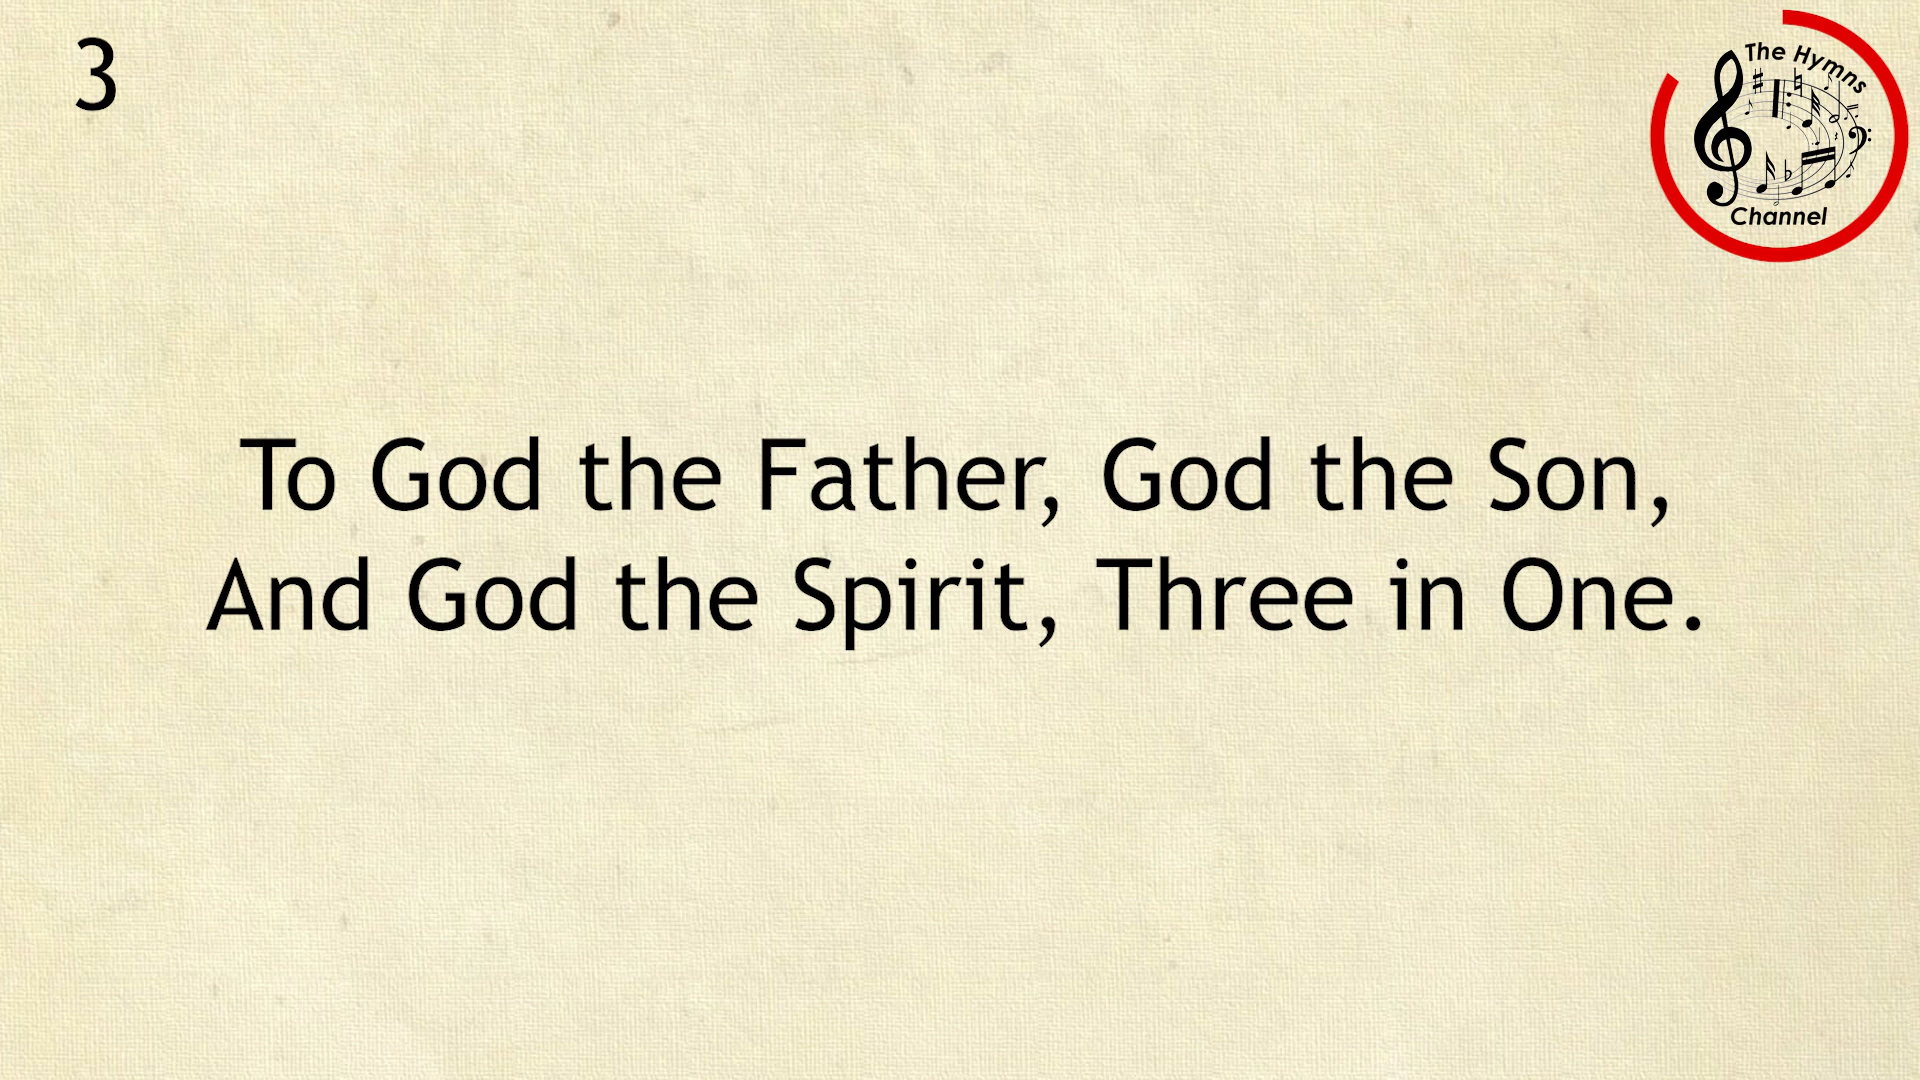 3
The Hymns
Channel
To God the Father, God the Son,
And God the Spirit, Three in One.